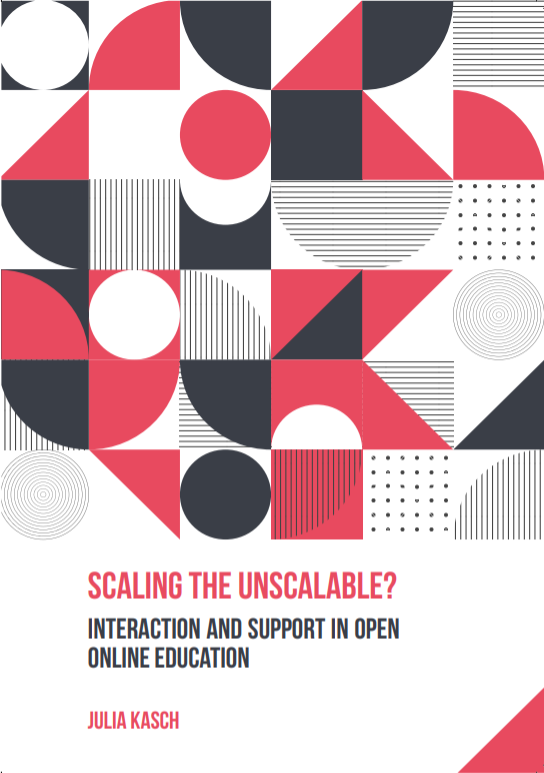 SCALING THE UNSCALABLE?
INTERACTION AND SUPPORT IN OPEN
ONLINE EDUCATION
JULIA KASCH